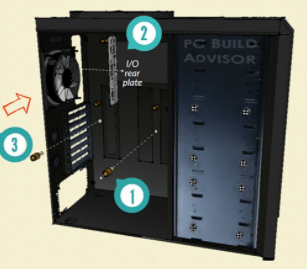 2
PC BUILD
ADVISOR
I/O
rear
plate
3
1